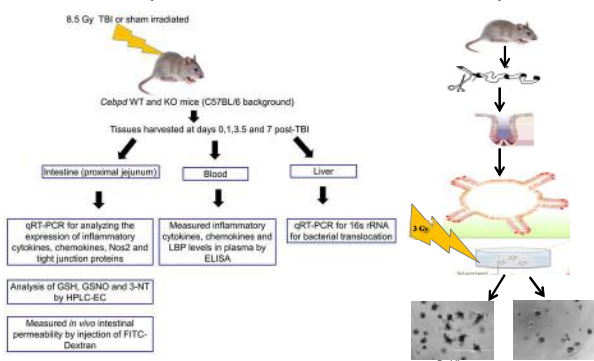 8.5 Gy TBI or sham irradiated
Cebpd WT and KO mice (C57BL/6 background)
Tissues harvested at days 0,1,3.5 and 7 post-TBI
Intestine (proximal jejunum)
Blood
Liver
qRT-PCR for analyzing the
expression of inflammatory
cytokines, chemokines, Nos2 and
tight junction proteins
Measured inflammatory
cytokines, chemokines and
LBP levels in plasma by
ELISA
qRT-PCR for 16s rRNA
for bacterial translocation
Analysis of GSH, GSNO and 3-NT
by HPLC-EC
Measured in vivo intestinal
permeability by injection of FITC-
Dextran
3 Gy